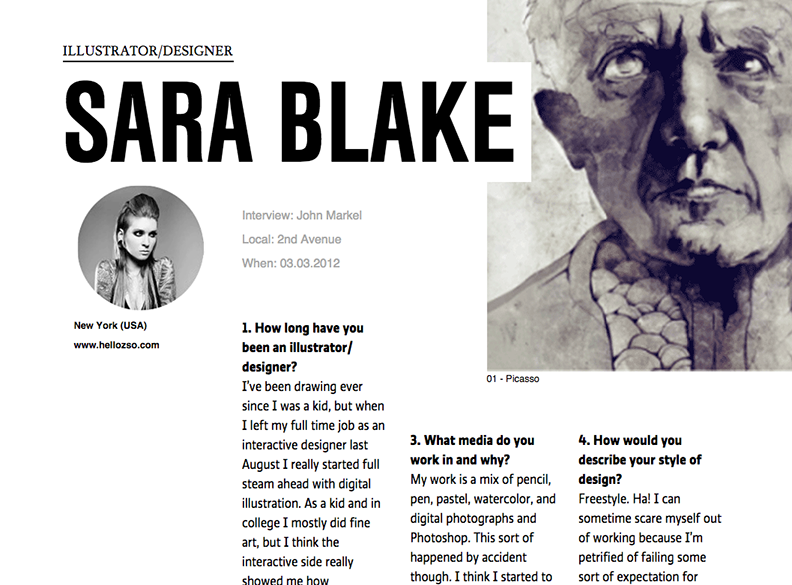 ILLUSTRATOR/DESIGNER
SARA BLAKE
Interview: John Markel
Local: 2nd Avenue
When: 03.03.2012
New York (USA)
www.hellozso.com
01 - Picasso
1. How long have you
been an illustrator/
designer?
I've been drawing ever
since I was a kid, but when
I left my full time job as an
interactive designer last
August I really started full
steam ahead with digital
illustration. As a kid and in
college I mostly did fine
art, but I think the
interactive side really
showed me how
3. What media do you
work in and why?
My work is a mix of pencil,
pen, pastel, watercolor, and
digital photographs and
Photoshop. This sort of
happened by accident
though. I think I started to
4. How would you
describe your style of
design?
Freestyle. Ha! I can
sometime scare myself out
of working because I'm
petrified of failing some
sort of expectation for